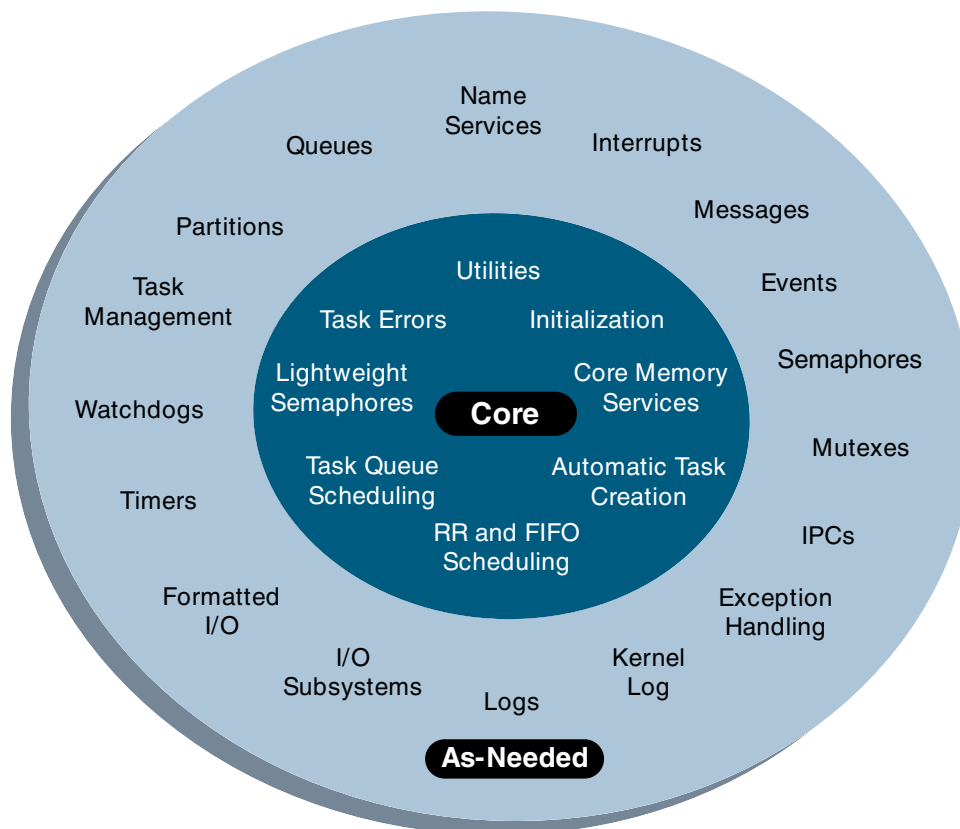 Name
Services
Queues
Interrupts
Messages
Partitions
Utilities
Events
Task
Management
Task Errors
Initialization
Semaphores
Lightweight
Semaphores
Core Memory
Services
Core
Watchdogs
Mutexes
Task Queue
Scheduling
Automatic Task
Creation
Timers
RR and FIFO
Scheduling
IPCs
Formatted
I/O
Exception
Handling
I/O
Subsystems
Kernel
Log
Logs
As-Needed